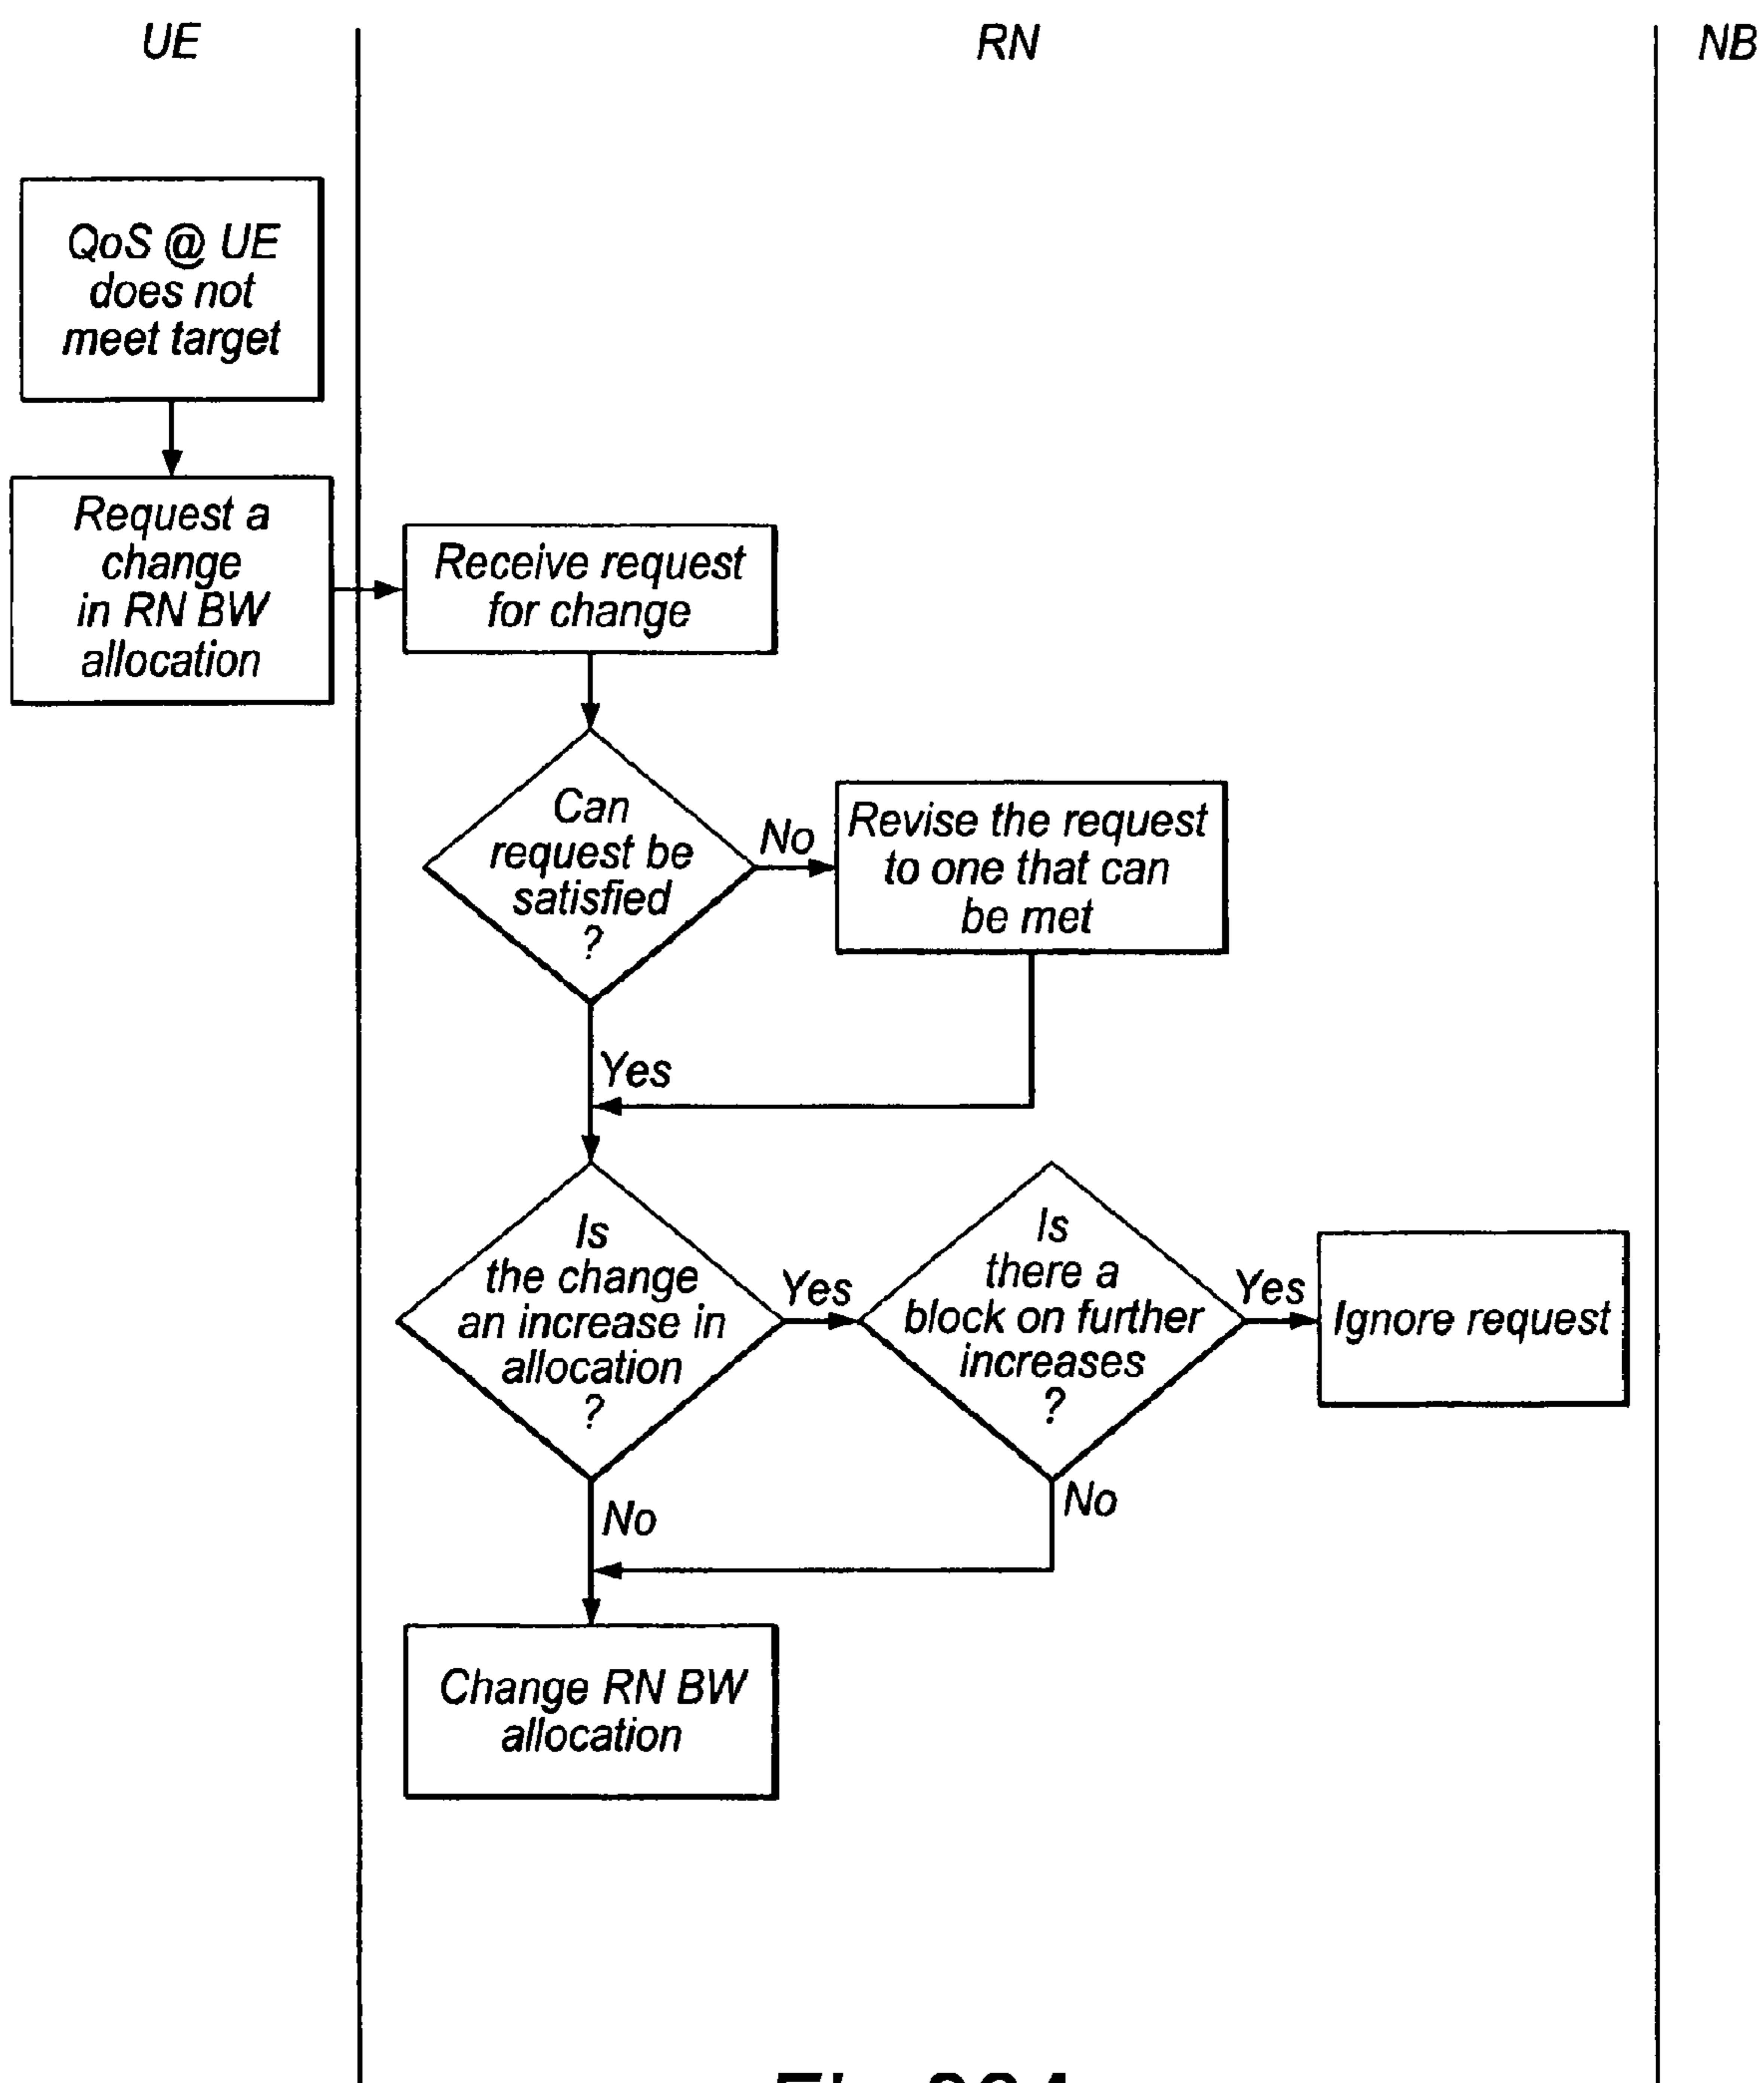 UE
RN
NB
QoS @ UE
does not
meet target
Request a
change
in RN BW
allocation
Receive request
for change
Can
request be
satisfied
?
No
Revise the request
to one that can
be met
Yes
Is
the change
an increase in
allocation
?
Yes
Is
there a
block on further
increases
?
Yes
Ignore request
No
No
Change RN BW
allocation